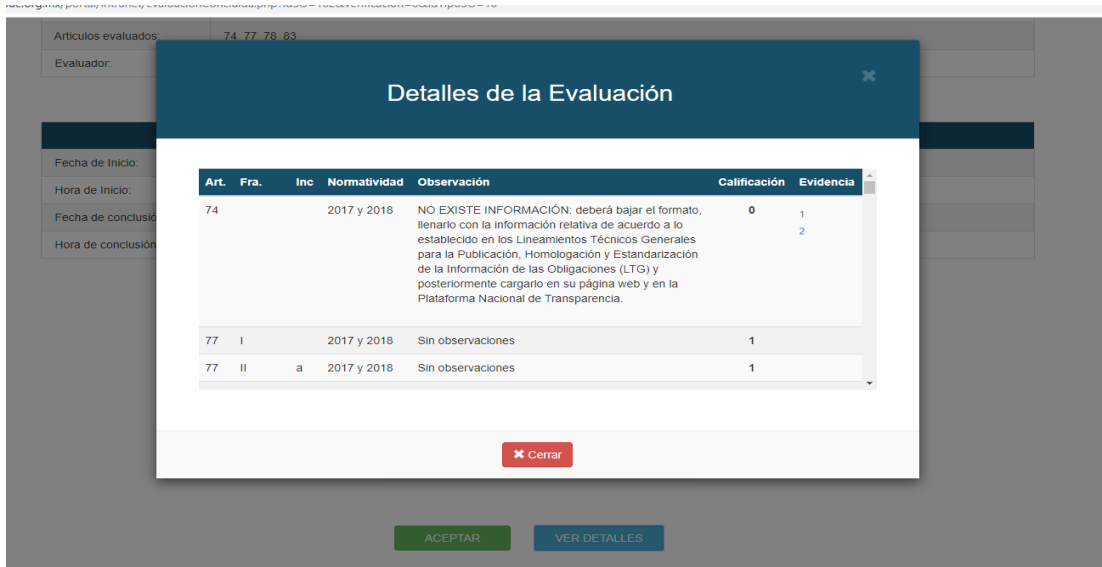 Articulos evaluados: 74 77 78 83
Evaluador:
Detalles de la Evaluación
Fecha de Inicio:
Hora de Inicio:
Fecha de conclusió
Hora de conclusión
Art. Fra. Inc Normatividad Observación Calificación Evidencia
74 2017 y 2018 NO EXISTE INFORMACIÓN: deberá bajar el formato, 0 1
llenarlo con la información relativa de acuerdo a lo
establecido en los Lineamientos Técnicos Generales 2
para la Publicación, Homologación y Estandarización
de la Información de las Obligaciones (LTG) y
posteriormente cargarlo en su página web y en la
Plataforma Nacional de Transparencia.
77 I 2017 y 2018 Sin observaciones 1
77 II a 2017 y 2018 Sin observaciones 1
Cerrar
ACEPTAR VER DETALLES